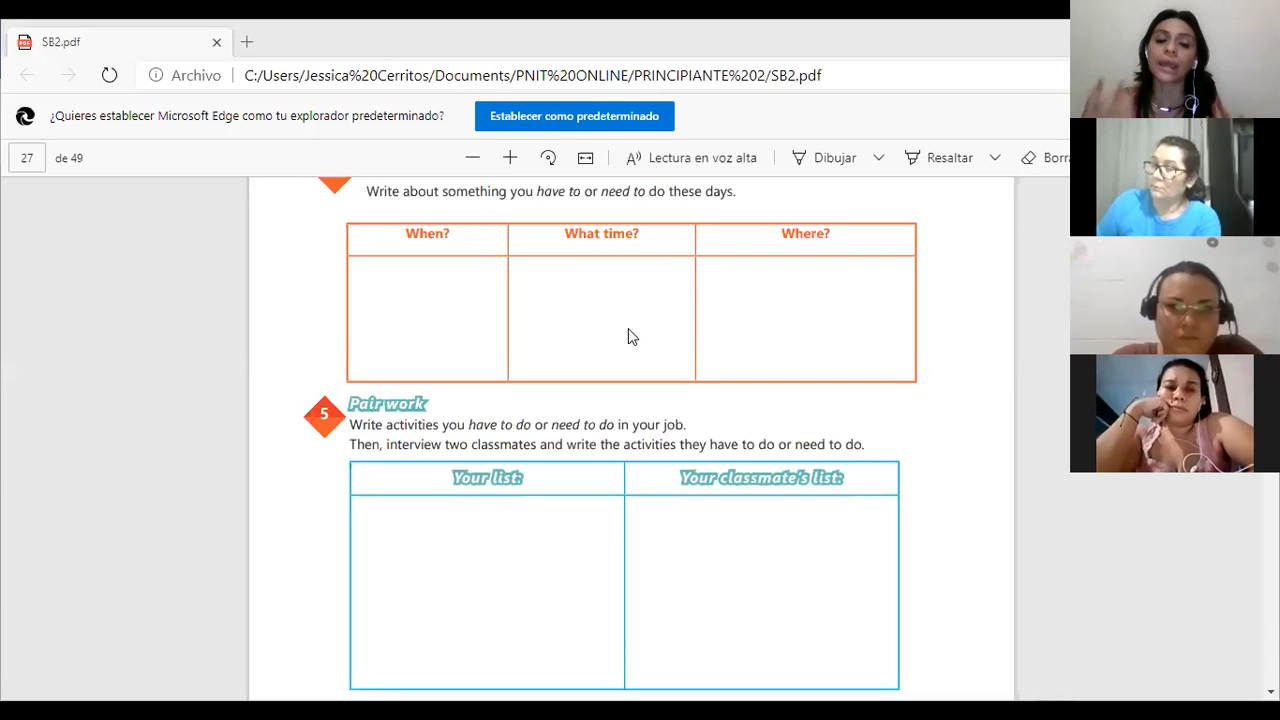 SB2.pdf
Archivo
C:/Users/Jessica%20Cerritos/Documents/PNIT%20ONLINE/PRINCIPIANTE%202/SB2.pdf
¿Quieres establecer Microsoft Edge como tu explorador predeterminado?
Establecer como predeterminado
27 de 49
Lectura en voz alta
Dibujar
Resaltar
Borra
Write about something you have to or need to do these days.
When? What time? Where?
5 Pair work
Write activities you have to do or need to do in your job.
Then, interview two classmates and write the activities they have to do or need to do.
Your list: Your classmate's list: